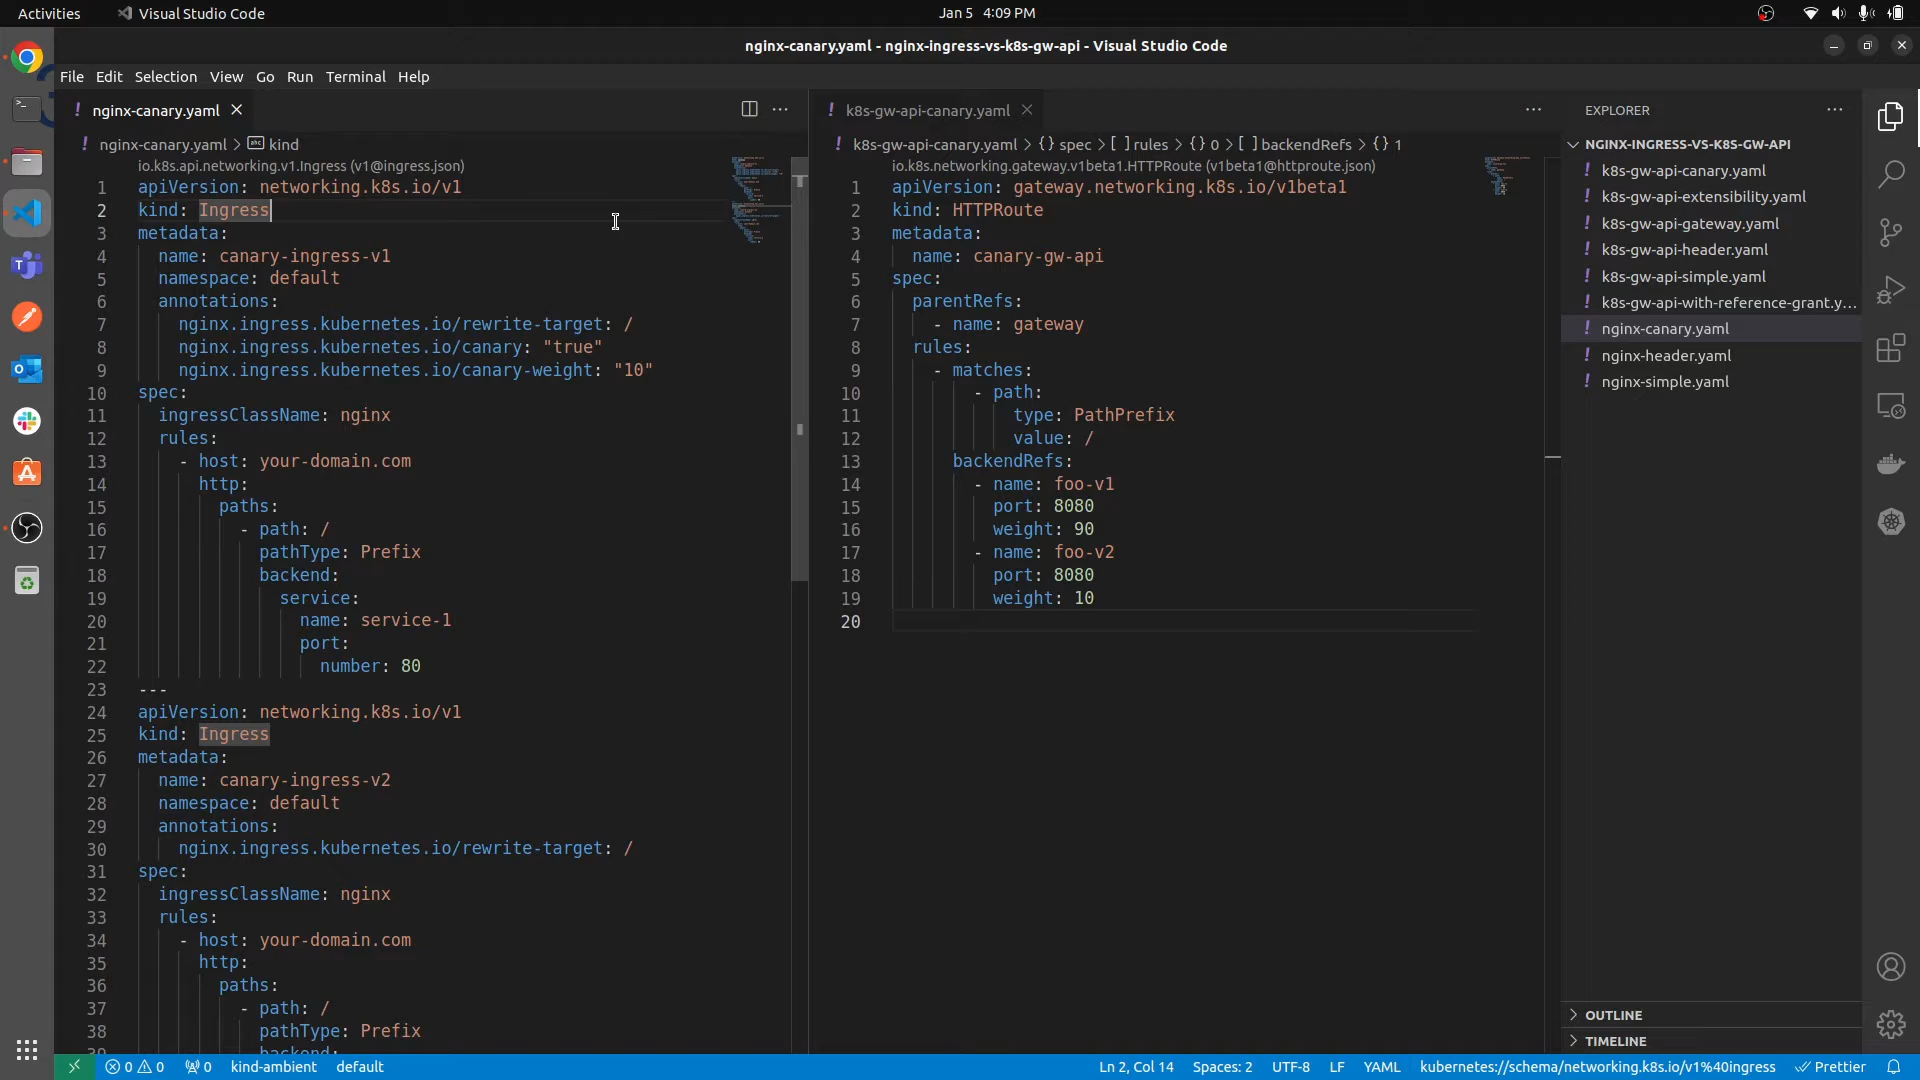 Activities Visual Studio Code Jan 5 4:09 PM
nginx-canary.yaml - nginx-ingress-vs-k8s-gw-api - Visual Studio Code
File Edit Selection View Go Run Terminal Help
! nginx-canary.yaml
! nginx-canary.yaml > kind
io.k8s.api.networking.v1.Ingress (v1@ingress.json)
1 apiVersion: networking.k8s.io/v1
2 kind: Ingress
3 metadata:
4 name: canary-ingress-v1
5 namespace: default
6 annotations:
7 nginx.ingress.kubernetes.io/rewrite-target: /
8 nginx.ingress.kubernetes.io/canary: "true"
9 nginx.ingress.kubernetes.io/canary-weight: "10"
10 spec:
11 ingressClassName: nginx
12 rules:
13 - host: your-domain.com
14 http:
15 paths:
16 - path: /
17 pathType: Prefix
18 backend:
19 service:
20 name: service-1
21 port:
22 number: 80
23 ---
24 apiVersion: networking.k8s.io/v1
25 kind: Ingress
26 metadata:
27 name: canary-ingress-v2
28 namespace: default
29 annotations:
30 nginx.ingress.kubernetes.io/rewrite-target: /
31 spec:
32 ingressClassName: nginx
33 rules:
34 - host: your-domain.com
35 http:
36 paths:
37 - path: /
38 pathType: Prefix
39 backend:
! k8s-gw-api-canary.yaml
! k8s-gw-api-canary.yaml > {} spec > [ ] rules > {} 0 > [ ] backendRefs > {} 1
io.k8s.networking.gateway.v1beta1.HTTPRoute (v1beta1@httproute.json)
1 apiVersion: gateway.networking.k8s.io/v1beta1
2 kind: HTTPRoute
3 metadata:
4 name: canary-gw-api
5 spec:
6 parentRefs:
7 - name: gateway
8 rules:
9 - matches:
10 - path:
11 type: PathPrefix
12 value: /
13 backendRefs:
14 - name: foo-v1
15 port: 8080
16 weight: 90
17 - name: foo-v2
18 port: 8080
19 weight: 10
20
EXPLORER
NGINX-INGRESS-VS-K8S-GW-API
! k8s-gw-api-canary.yaml
! k8s-gw-api-extensibility.yaml
! k8s-gw-api-gateway.yaml
! k8s-gw-api-header.yaml
! k8s-gw-api-simple.yaml
! k8s-gw-api-with-reference-grant.y...
! nginx-canary.yaml
! nginx-header.yaml
! nginx-simple.yaml
OUTLINE
TIMELINE
0 0 0 kind-ambient default Ln 2, Col 14 Spaces: 2 UTF-8 LF YAML kubernetes://schema/networking.k8s.io/v1%40ingress Prettier